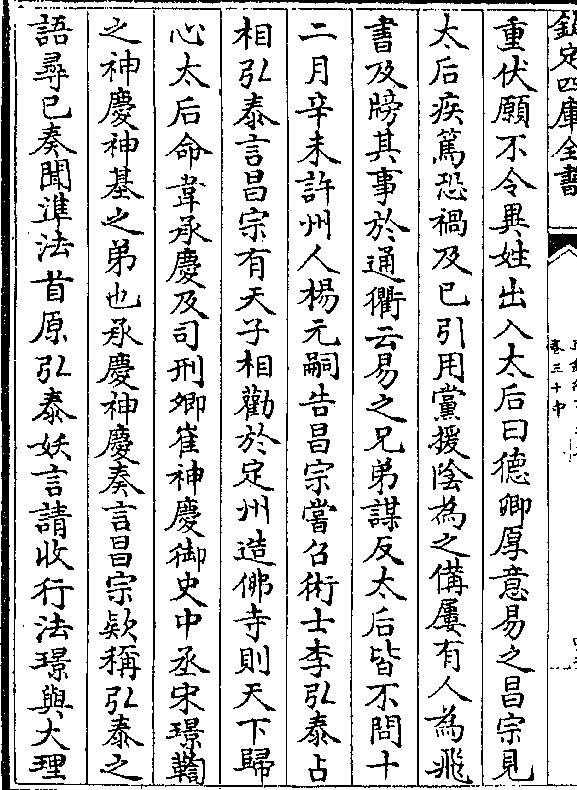 欽定四庫全書
卷三十中
重伏願不令異姓出入太后曰德卿厚意易之昌宗見
太后疾篤恐禍及已引用黨援陰為之備屢有人為飛
書及牓其事於通衢云易之兄弟謀反太后皆不問十
二月辛未許州人楊元嗣告昌宗嘗召術士李弘泰占
相弘泰言昌宗有天子相勸於定州造佛寺則天下歸
心太后命韋承慶及司刑卿崔神慶御史中丞宋璟鞫
之神慶神基之弟也承慶神慶奏言昌宗欵稱弘泰之
語尋已奏聞準法首原弘泰妖言請收行法璟與大理